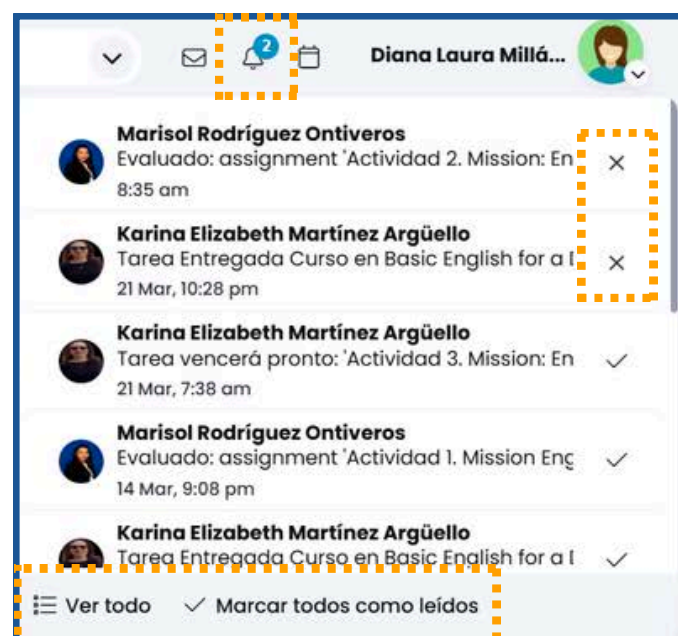 2
Diana Laura Millá...
Marisol Rodríguez Ontiveros
Evaluado: assignment 'Actividad 2. Mission: En
8:35 am
Karina Elizabeth Martínez Argüello
Tarea Entregada Curso en Basic English for a
21 Mar, 10:28 pm
Karina Elizabeth Martínez Argüello
Tarea vencerá pronto: 'Actividad 3. Mission: En
21 Mar, 7:38 am
Marisol Rodríguez Ontiveros
Evaluado: assignment 'Actividad 1. Mission Eng
14 Mar, 9:08 pm
Karina Elizabeth Martínez Argüello
Tarea Entregada Curso en Basic English for a
Ver todo
Marcar todos como leídos